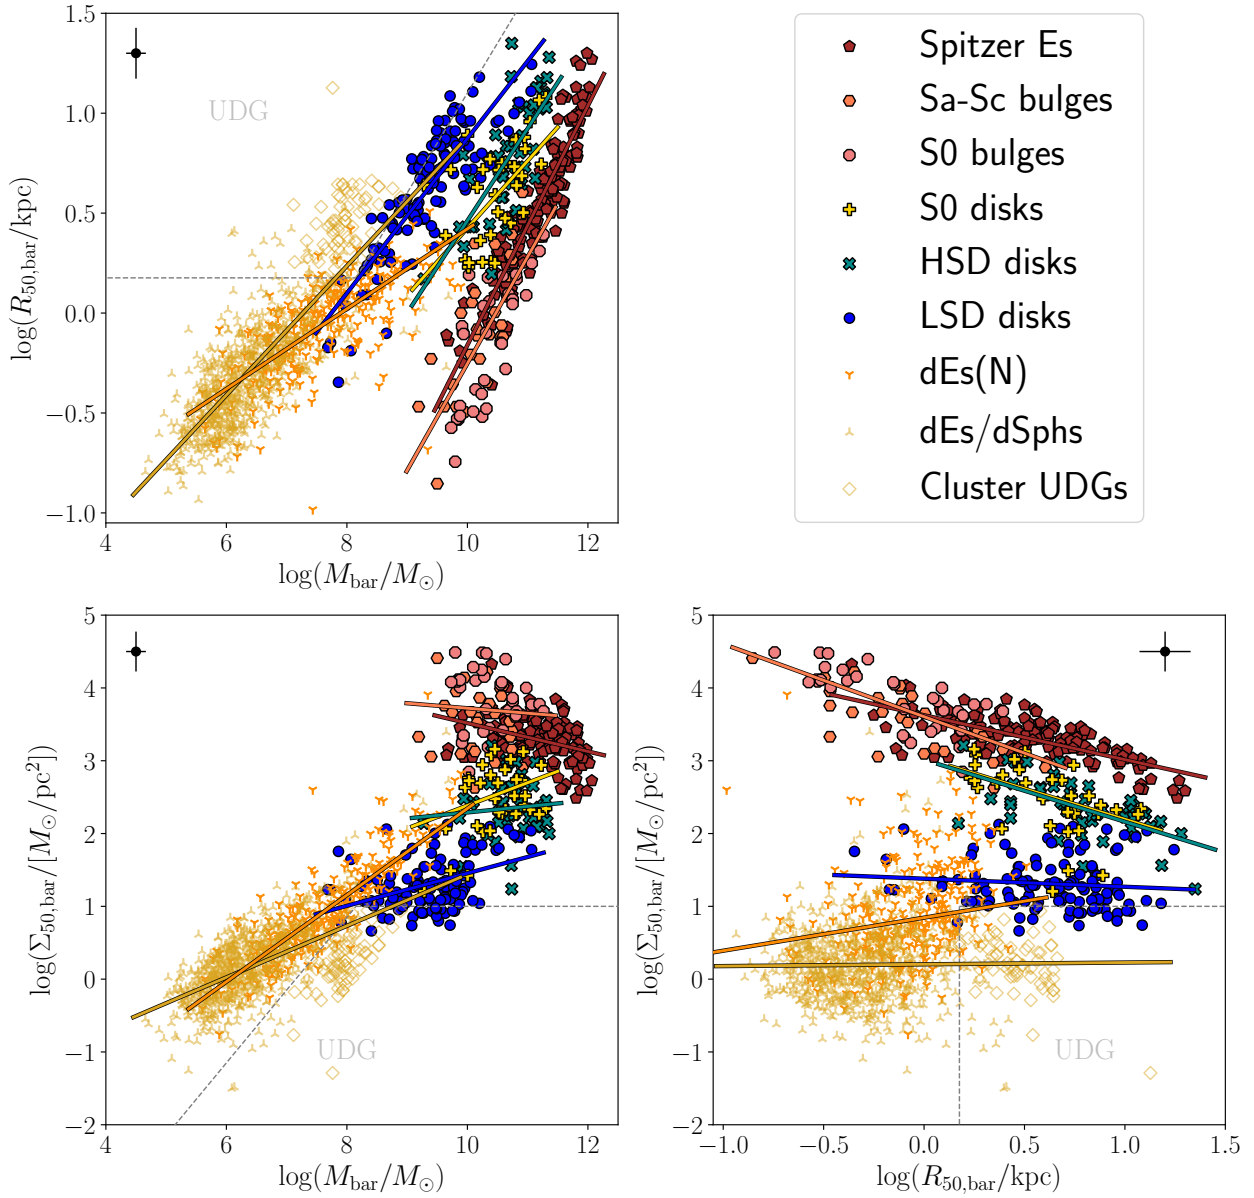 1.5
1.0
0.5
0.0
−0.5
−1.0
log(R50,bar/kpc)
UDG
4 6 8 10 12
log(Mbar/M⊙)
Spitzer Es
Sa-Sc bulges
S0 bulges
S0 disks
HSD disks
LSD disks
dEs(N)
dEs/dSphs
Cluster UDGs
5
4
3
2
1
0
−1
−2
log(Σ50,bar/[M⊙/pc²])
UDG
4 6 8 10 12
log(Mbar/M⊙)
5
4
3
2
1
0
−1
−2
log(Σ50,bar/[M⊙/pc²])
UDG
−1.0 −0.5 0.0 0.5 1.0 1.5
log(R50,bar/kpc)